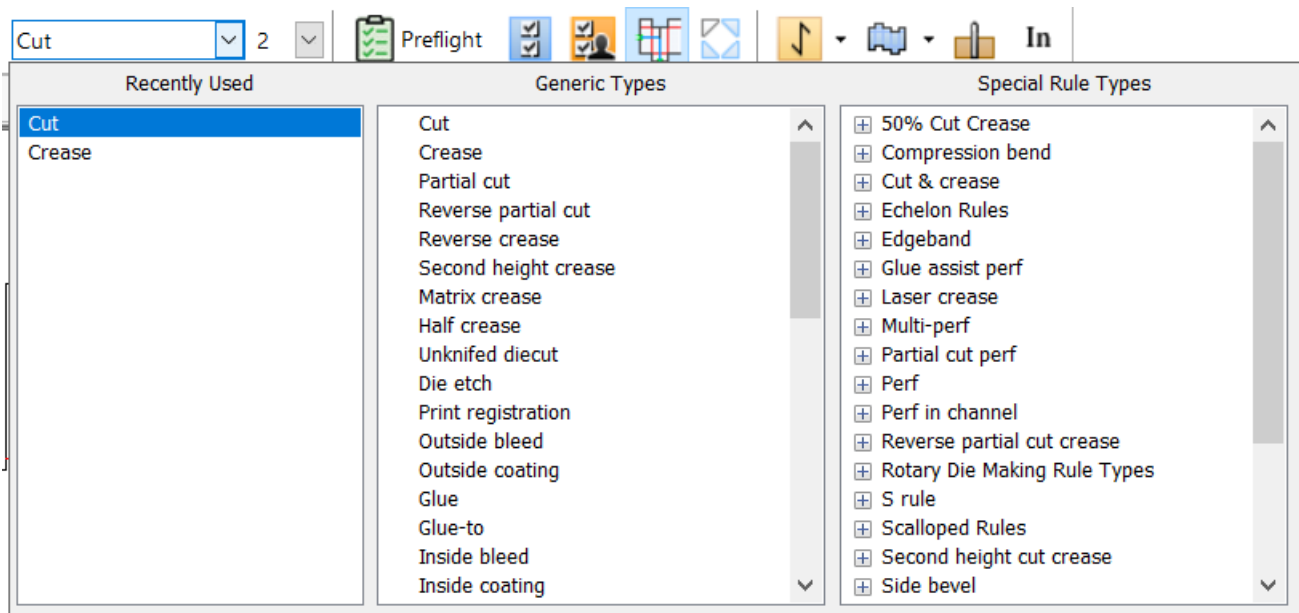 Cut 2 Preflight In
Recently Used
Cut
Crease
Generic Types
Cut
Crease
Partial cut
Reverse partial cut
Reverse crease
Second height crease
Matrix crease
Half crease
Unknifed diecut
Die etch
Print registration
Outside bleed
Outside coating
Glue
Glue-to
Inside bleed
Inside coating
Special Rule Types
50% Cut Crease
Compression bend
Cut & crease
Echelon Rules
Edgeband
Glue assist perf
Laser crease
Multi-perf
Partial cut perf
Perf
Perf in channel
Reverse partial cut crease
Rotary Die Making Rule Types
S rule
Scalloped Rules
Second height cut crease
Side bevel